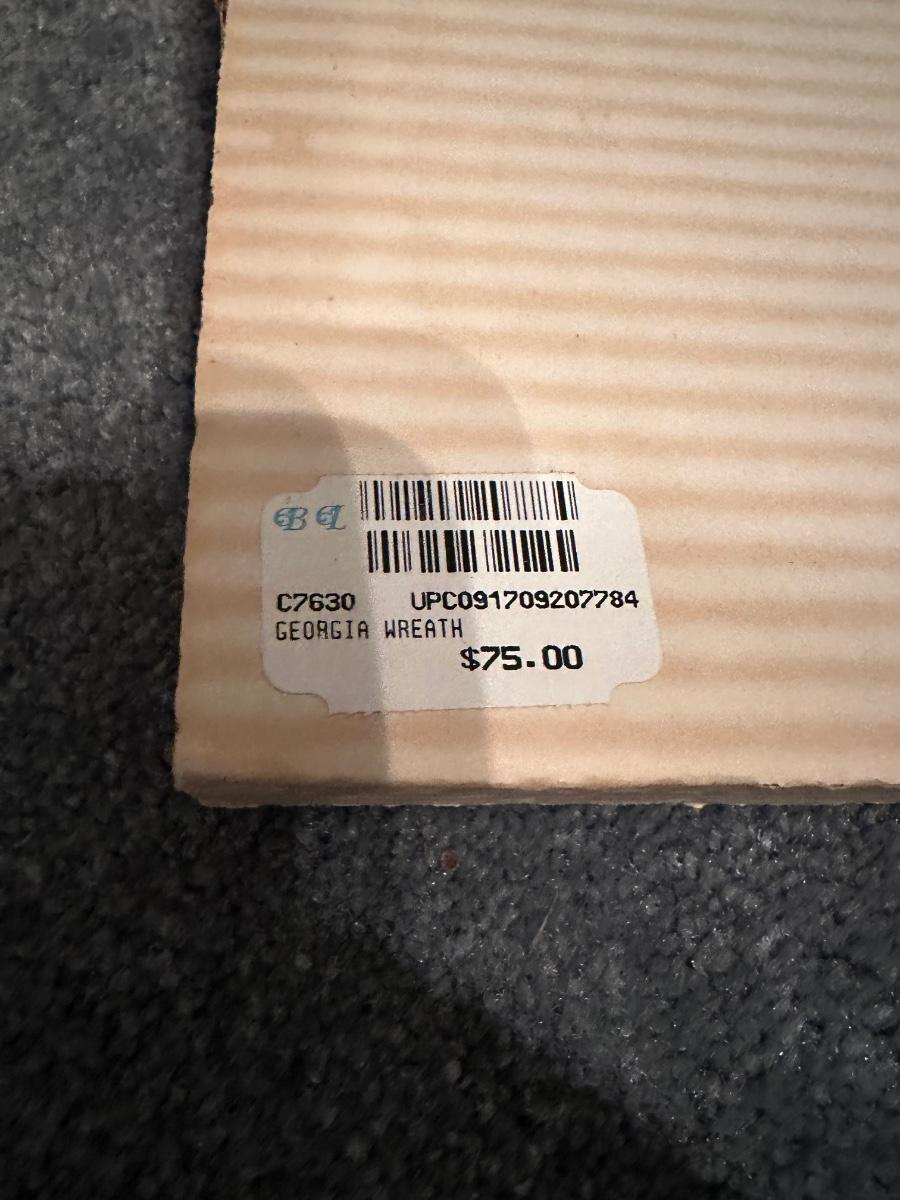 BL
C7630 UPC091709207784
GEORGIA WREATH
$75.00